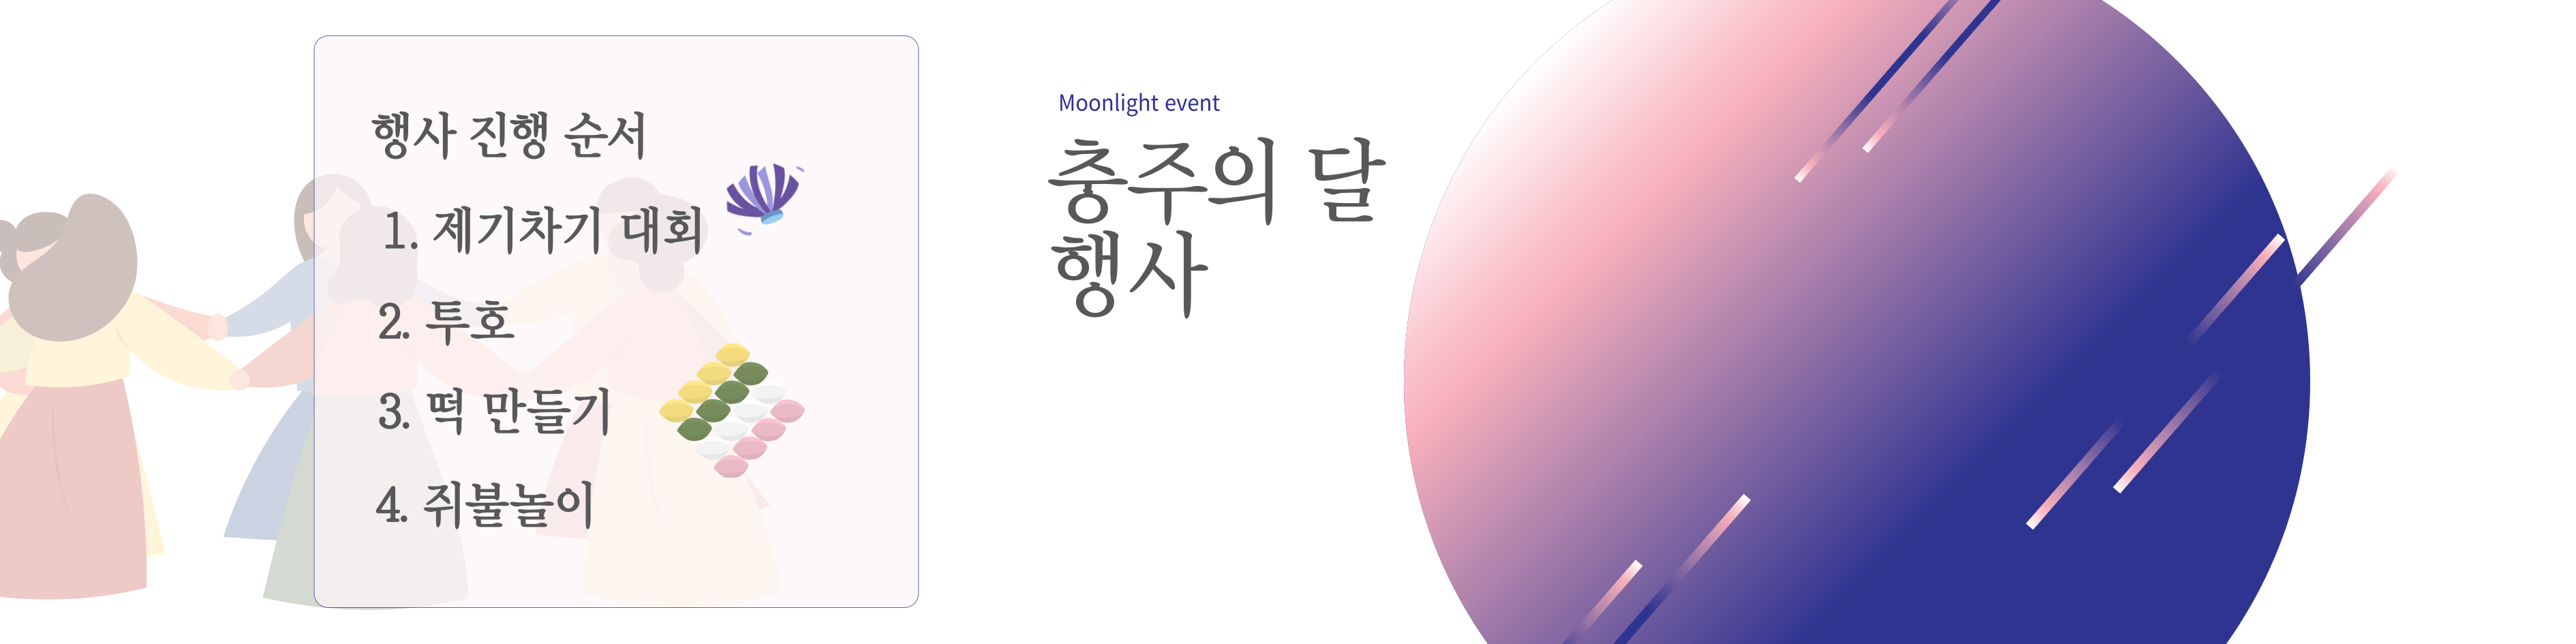 행사 진행 순서
1. 제기차기 대회
2. 투호
3. 떡 만들기
4. 쥐불놀이
Moonlight event
충주의 달
행사